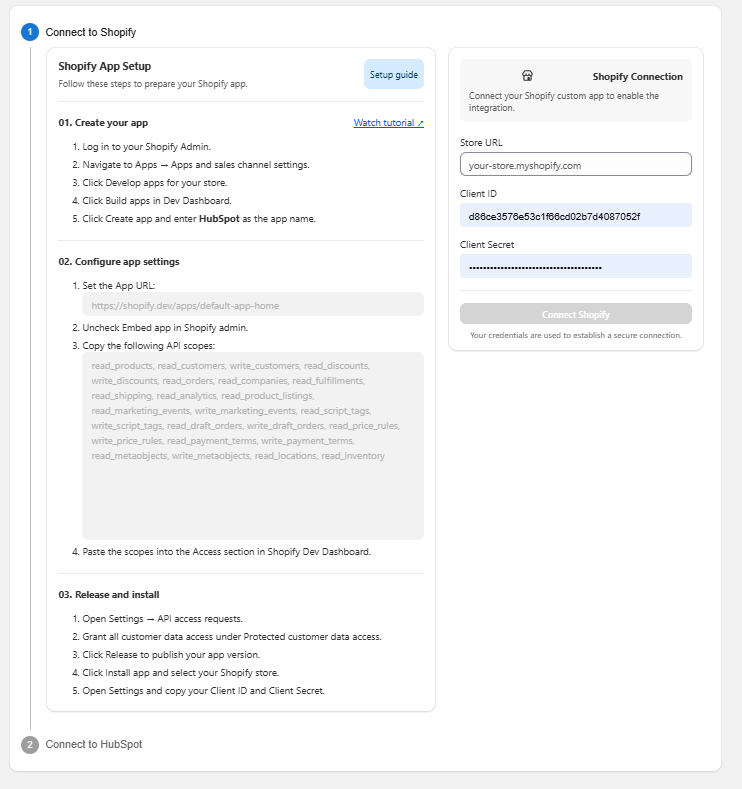 1 Connect to Shopify
Shopify App Setup
Follow these steps to prepare your Shopify app.
Setup guide
01. Create your app
Watch tutorial ↗
1. Log in to your Shopify Admin.
2. Navigate to Apps → Apps and sales channel settings.
3. Click Develop apps for your store.
4. Click Build apps in Dev Dashboard.
5. Click Create app and enter HubSpot as the app name.
02. Configure app settings
1. Set the App URL:
https://shopify.dev/apps/default-app-home
2. Uncheck Embed app in Shopify admin.
3. Copy the following API scopes:
read_products, read_customers, write_customers, read_discounts,
write_discounts, read_orders, read_companies, read_fulfillments,
read_shipping, read_analytics, read_product_listings,
read_marketing_events, write_marketing_events, read_script_tags,
write_script_tags, read_draft_orders, write_draft_orders, read_price_rules,
write_price_rules, read_payment_terms, write_payment_terms,
read_metaobjects, write_metaobjects, read_locations, read_inventory
4. Paste the scopes into the Access section in Shopify Dev Dashboard.
03. Release and install
1. Open Settings → API access requests.
2. Grant all customer data access under Protected customer data access.
3. Click Release to publish your app version.
4. Click Install app and select your Shopify store.
5. Open Settings and copy your Client ID and Client Secret.
Shopify Connection
Connect your Shopify custom app to enable the
integration.
Store URL
your-store.myshopify.com
Client ID
d86ce3576e53c1f66cd02b7d4087052f
Client Secret
••••••••••••••••••••••••••••••••••••••
Connect Shopify
Your credentials are used to establish a secure connection.
2 Connect to HubSpot